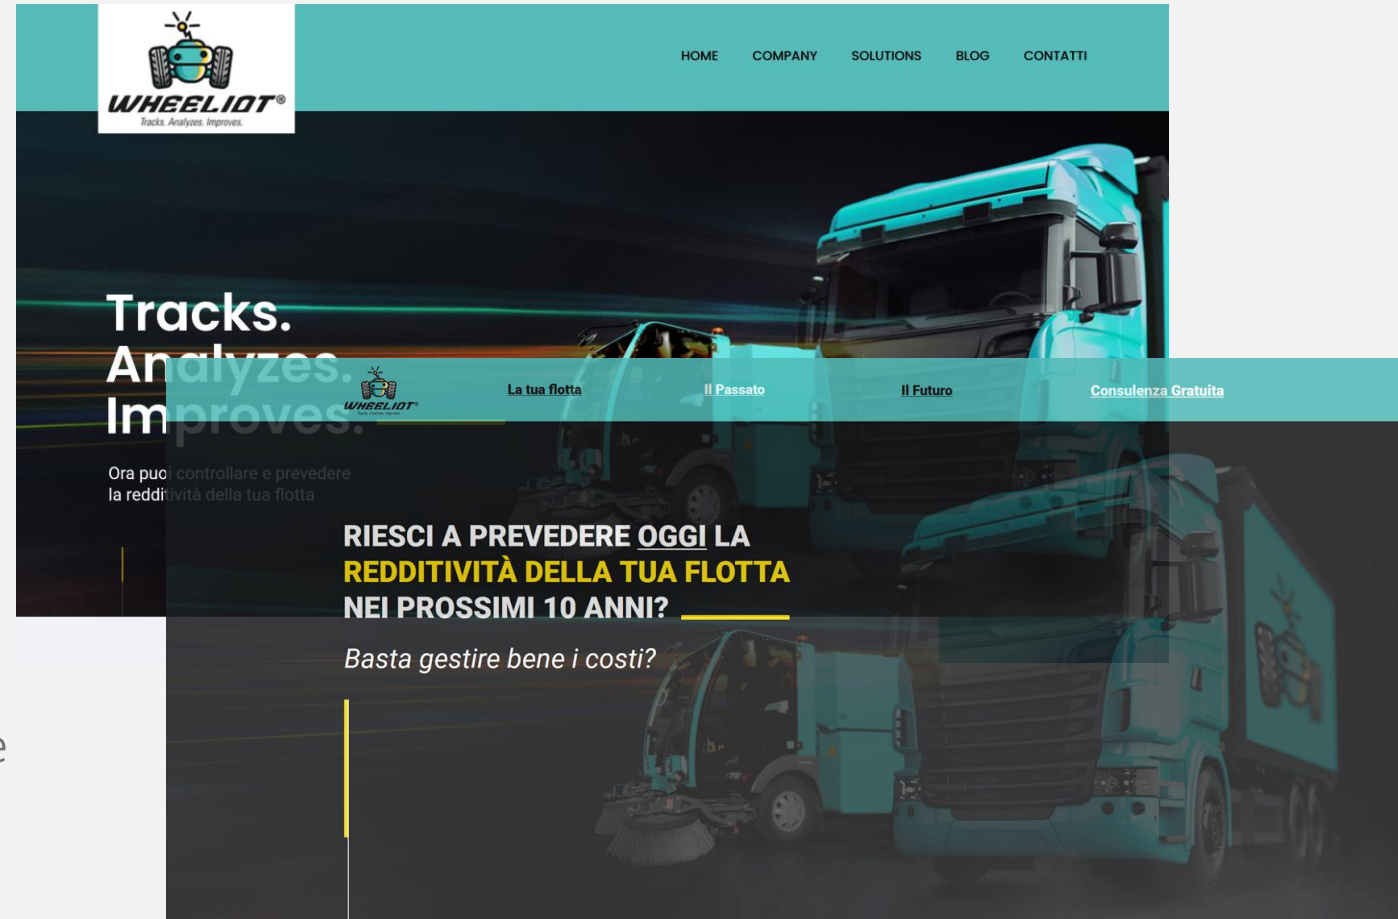 WHEELIOT®
Tracks. Analyzes. Improves.
HOME COMPANY SOLUTIONS BLOG CONTATTI
Tracks.
Analyzes.
Improves.
Ora puoi controllare e prevedere
la redditività della tua flotta
WHEELIOT®
La tua flotta Il Passato Il Futuro Consulenza Gratuita
RIESCI A PREVEDERE OGGI LA
REDDITIVITÀ DELLA TUA FLOTTA
NEI PROSSIMI 10 ANNI?
Basta gestire bene i costi?
e